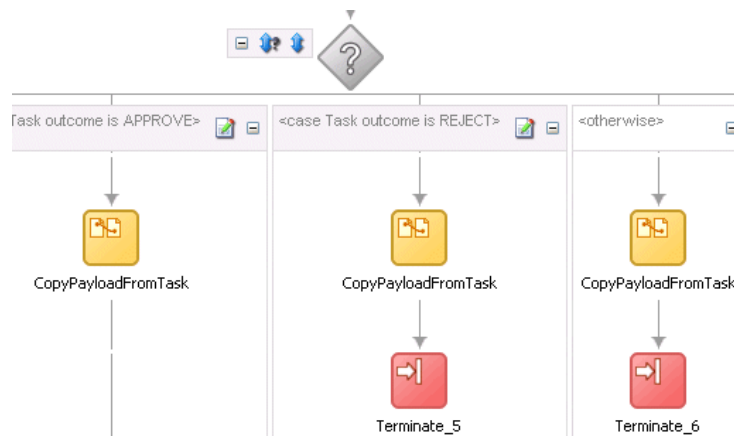 Task outcome is APPROVE>
<case Task outcome is REJECT>
<otherwise>
CopyPayloadFromTask
CopyPayloadFromTask
CopyPayloadFromTask
Terminate_5
Terminate_6